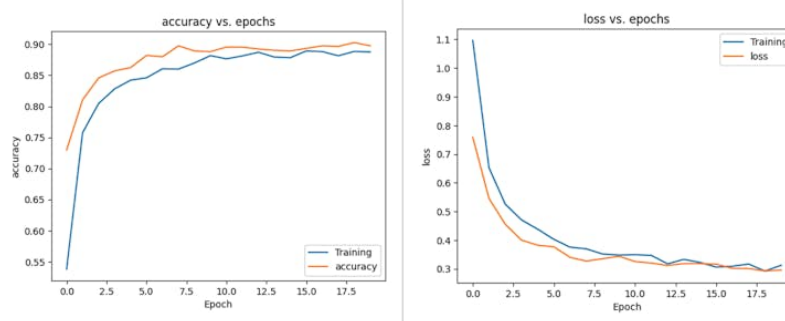 accuracy vs. epochs
0.90
0.85
0.80
0.75
0.70
0.65
0.60
0.55
accuracy
0.0 2.5 5.0 7.5 10.0 12.5 15.0 17.5
Epoch
Training
accuracy
loss vs. epochs
1.1
1.0
0.9
0.8
0.7
0.6
0.5
0.4
0.3
loss
0.0 2.5 5.0 7.5 10.0 12.5 15.0 17.5
Epoch
Training
loss